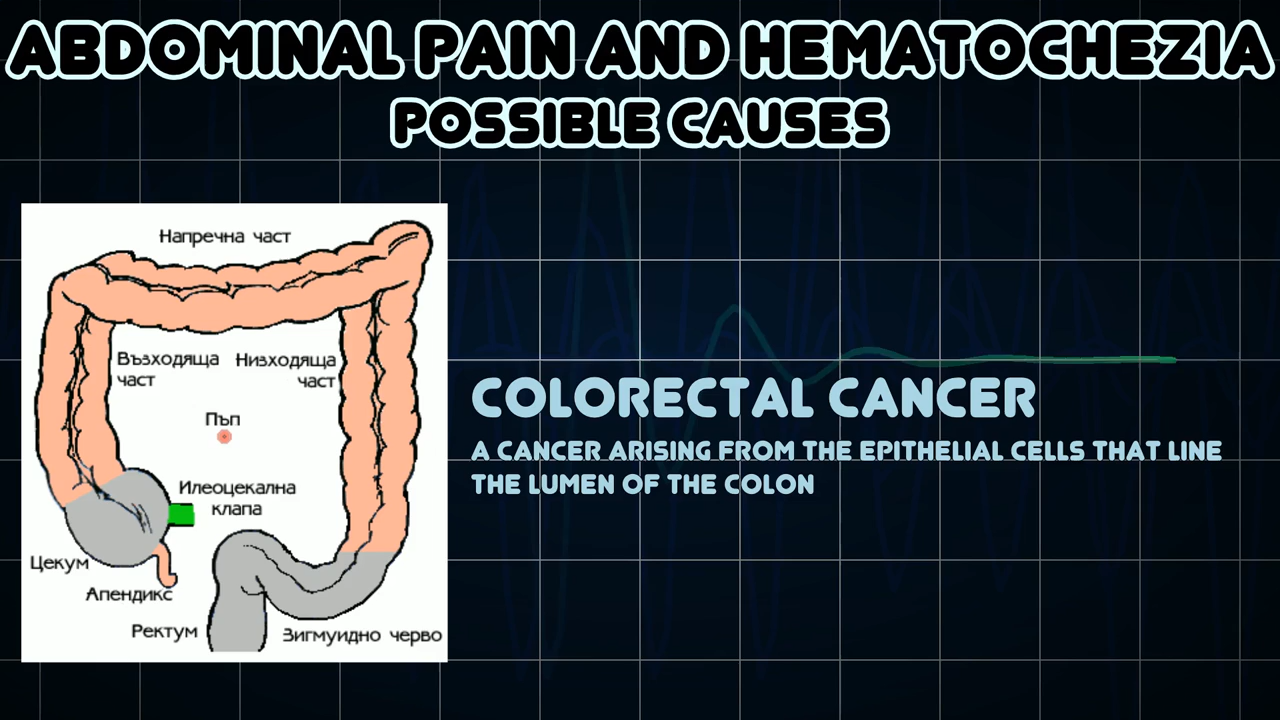 ABDOMINAL PAIN AND HEMATOCHEZIA
POSSIBLE CAUSES
Напречна част
Възходяща
част
Низходяща
част
Пъп
Илеоцекална
клапа
Цекум
Апендикс
Ректум
Зигмуидно черво
COLORECTAL CANCER
A CANCER ARISING FROM THE EPITHELIAL CELLS THAT LINE
THE LUMEN OF THE COLON